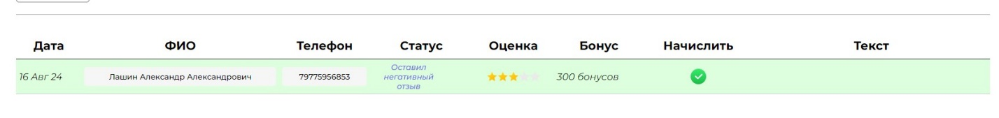 Дата ФИО Телефон Статус Оценка Бонус Начислить Текст
16 Авг 24 Лашин Александр Александрович 79775956853 Оставил негативный отзыв 300 бонусов